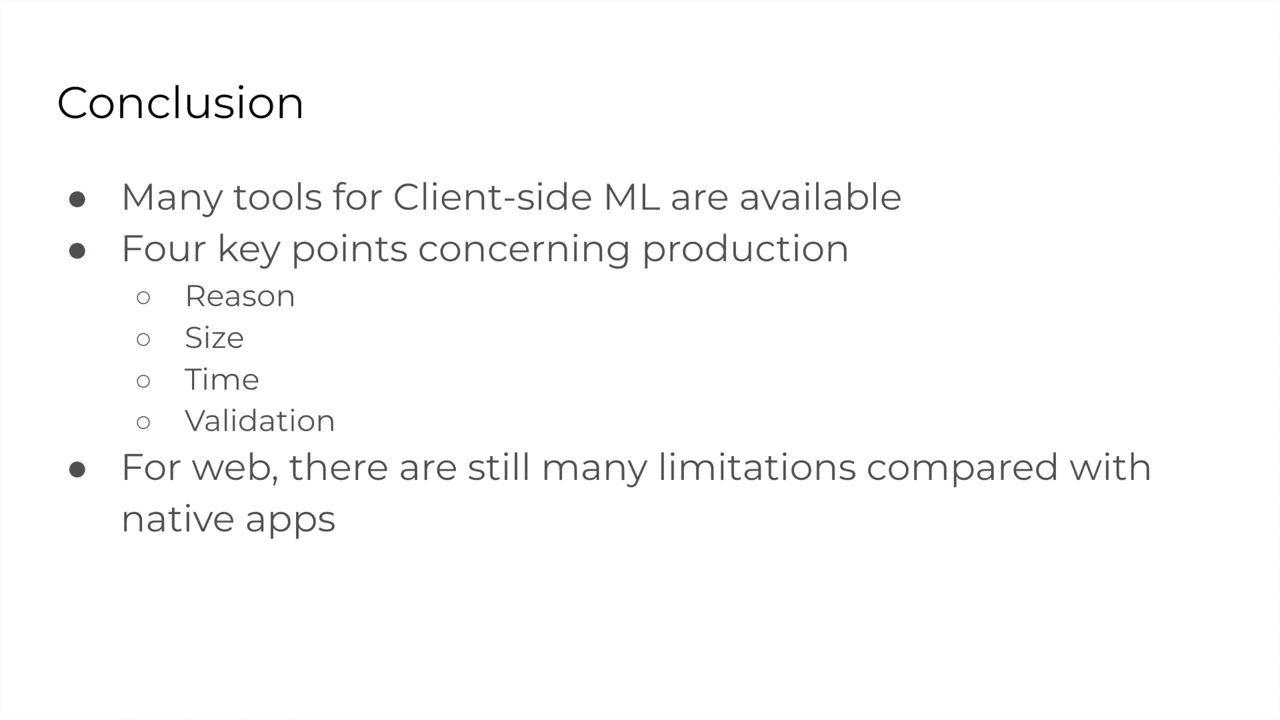 Conclusion
● Many tools for Client-side ML are available
● Four key points concerning production
○ Reason
○ Size
○ Time
○ Validation
● For web, there are still many limitations compared with
native apps